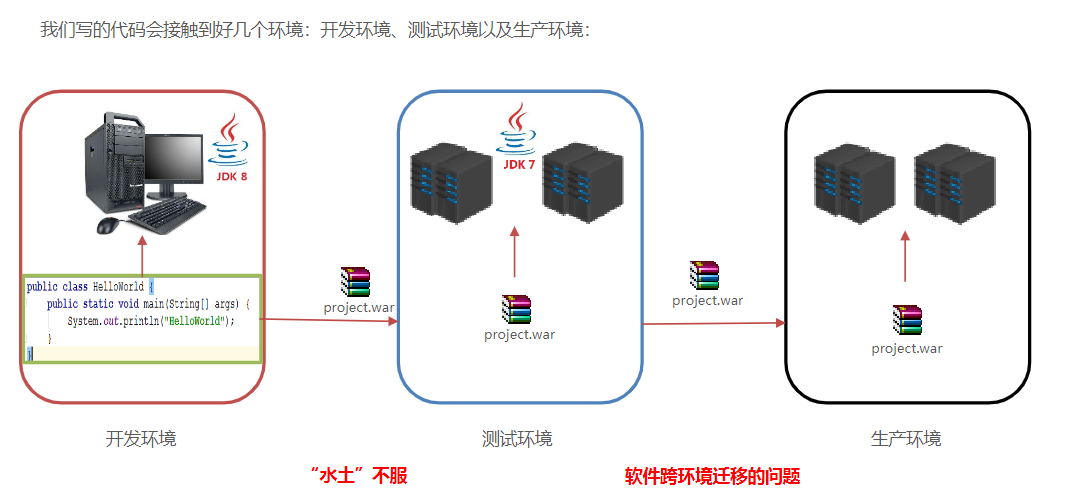 我们写的代码会接触到好几个环境：开发环境、测试环境以及生产环境：
JDK 8
public class HelloWorld {
public static void main(String[] args) {
System.out.println("HelloWorld");
}
}
开发环境
project.war
JDK 7
project.war
测试环境
project.war
project.war
生产环境
“水土”不服
软件跨环境迁移的问题